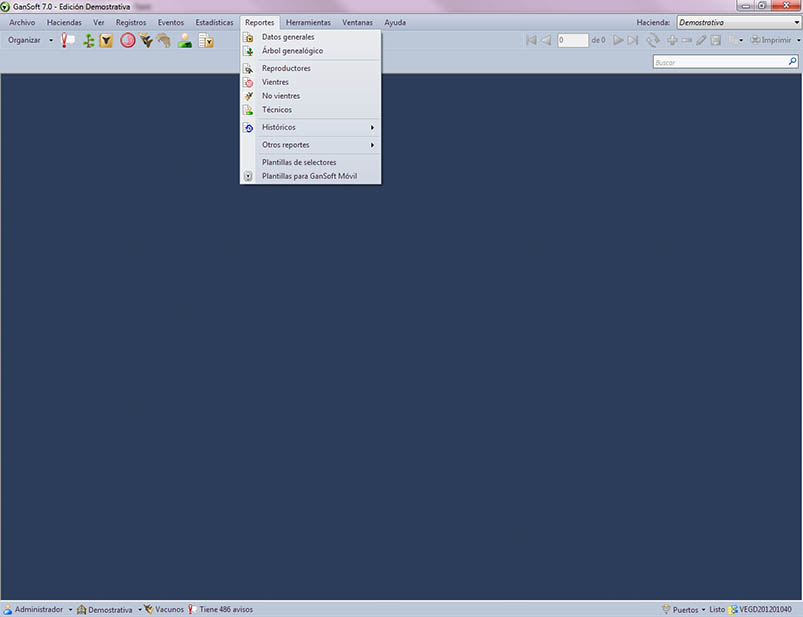 GanSoft 7.0 - Edición Demostrativa
Archivo Haciendas Ver Registros Eventos Estadísticas Reportes Herramientas Ventanas Ayuda Hacienda: Demostrativa
Organizar 0 de 0 Imprimir
Buscar
Datos generales
Árbol genealógico
Reproductores
Vientres
No vientres
Técnicos
Históricos
Otros reportes
Plantillas de selectores
Plantillas para GanSoft Móvil
Administrador Demostrativa Vacunos Tiene 486 avisos Puertos Listo VEGD201201040